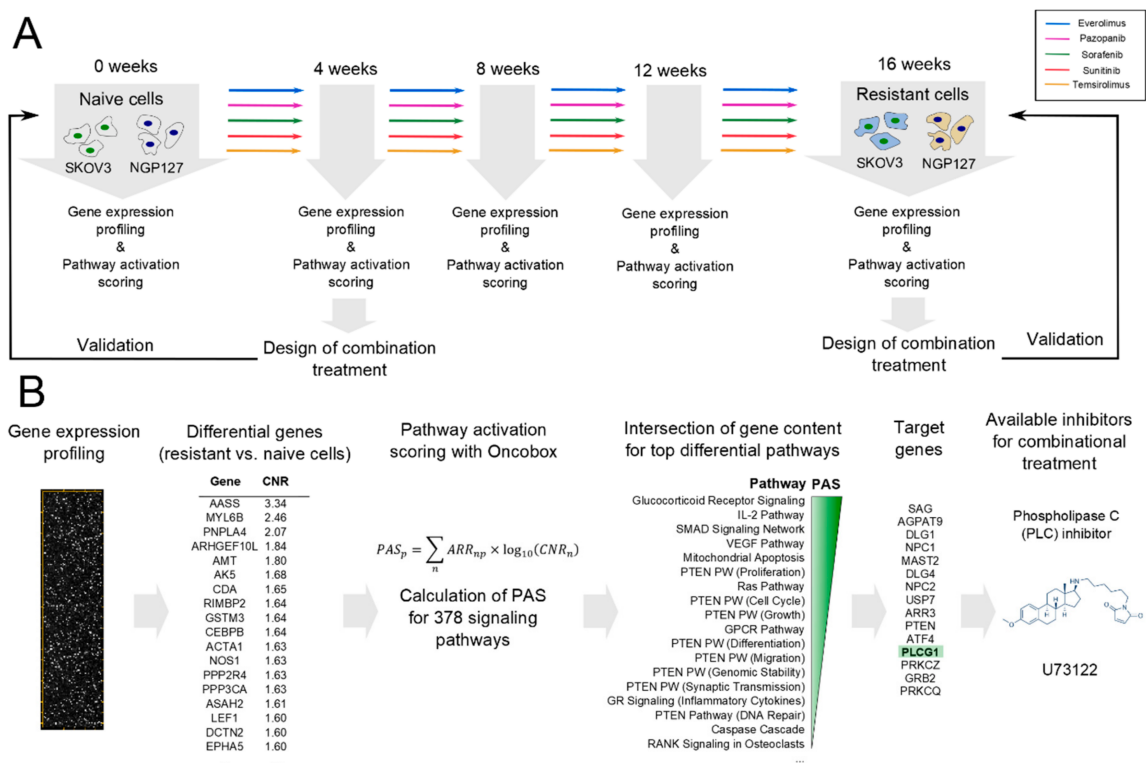 A
0 weeks
4 weeks
8 weeks
12 weeks
16 weeks
Everolimus
Pazopanib
Sorafenib
Sunitinib
Temsirolimus
Naive cells
SKOV3 NGP127
Resistant cells
SKOV3 NGP127
Gene expression
profiling
&
Pathway activation
scoring
Gene expression
profiling
&
Pathway activation
scoring
Gene expression
profiling
&
Pathway activation
scoring
Gene expression
profiling
&
Pathway activation
scoring
Gene expression
profiling
&
Pathway activation
scoring
Validation
Design of combination
treatment
Design of combination
treatment
Validation
B
Gene expression
profiling
Differential genes
(resistant vs. naive cells)
Gene CNR
AASS 3.34
MYL6B 2.46
PNPLA4 2.07
ARHGEF10L 1.84
AMT 1.80
AK5 1.68
CDA 1.65
RIMBP2 1.64
GSTM3 1.64
CEBPB 1.64
ACTA1 1.63
NOS1 1.63
PPP2R4 1.63
PPP3CA 1.63
ASAH2 1.61
LEF1 1.60
DCTN2 1.60
EPHA5 1.60
Pathway activation
scoring with Oncobox
PASp = ∑n ARRnp × log10(CNRn)
Calculation of PAS
for 378 signaling
pathways
Intersection of gene content
for top differential pathways
Pathway PAS
Glucocorticoid Receptor Signaling
IL-2 Pathway
SMAD Signaling Network
VEGF Pathway
Mitochondrial Apoptosis
PTEN PW (Proliferation)
Ras Pathway
PTEN PW (Cell Cycle)
PTEN PW (Growth)
GPCR Pathway
PTEN PW (Differentiation)
PTEN PW (Migration)
PTEN PW (Genomic Stability)
PTEN PW (Synaptic Transmission)
GR Signaling (Inflammatory Cytokines)
PTEN Pathway (DNA Repair)
Caspase Cascade
RANK Signaling in Osteoclasts
...
Target
genes
SAG
AGPAT9
DLG1
NPC1
MAST2
DLG4
NPC2
USP7
ARR3
PTEN
ATF4
PLCG1
PRKCZ
GRB2
PRKCQ
Available inhibitors
for combinational
treatment
Phospholipase C
(PLC) inhibitor
HN
H
H
H
O
N
O
O
U73122